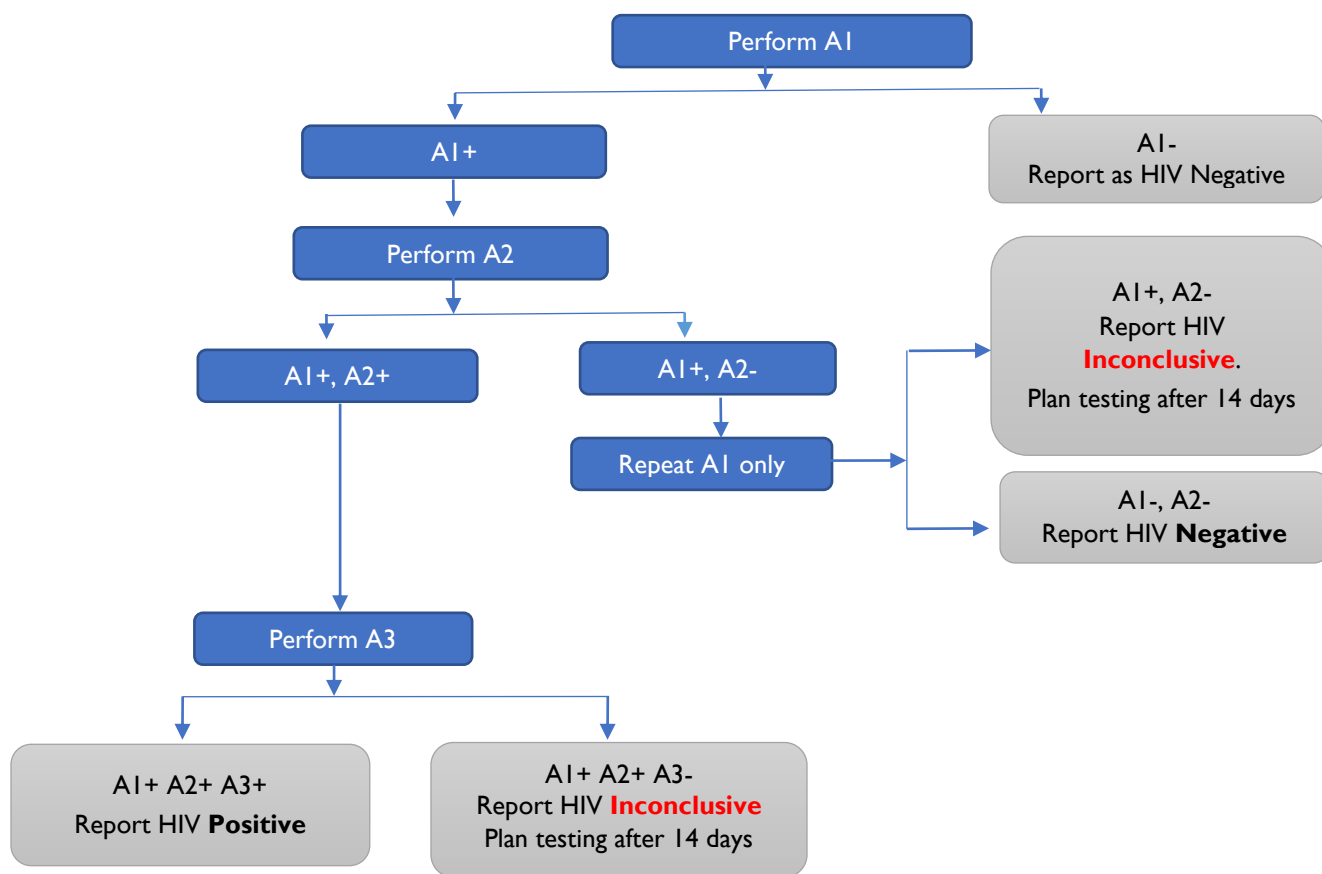 Perform A1
A1+
A1-
Report as HIV Negative
Perform A2
A1+, A2-
Report HIV
Inconclusive.
Plan testing after 14 days
A1+, A2+
A1+, A2-
Repeat A1 only
A1-, A2-
Report HIV Negative
Perform A3
A1+ A2+ A3+
Report HIV Positive
A1+ A2+ A3-
Report HIV Inconclusive
Plan testing after 14 days